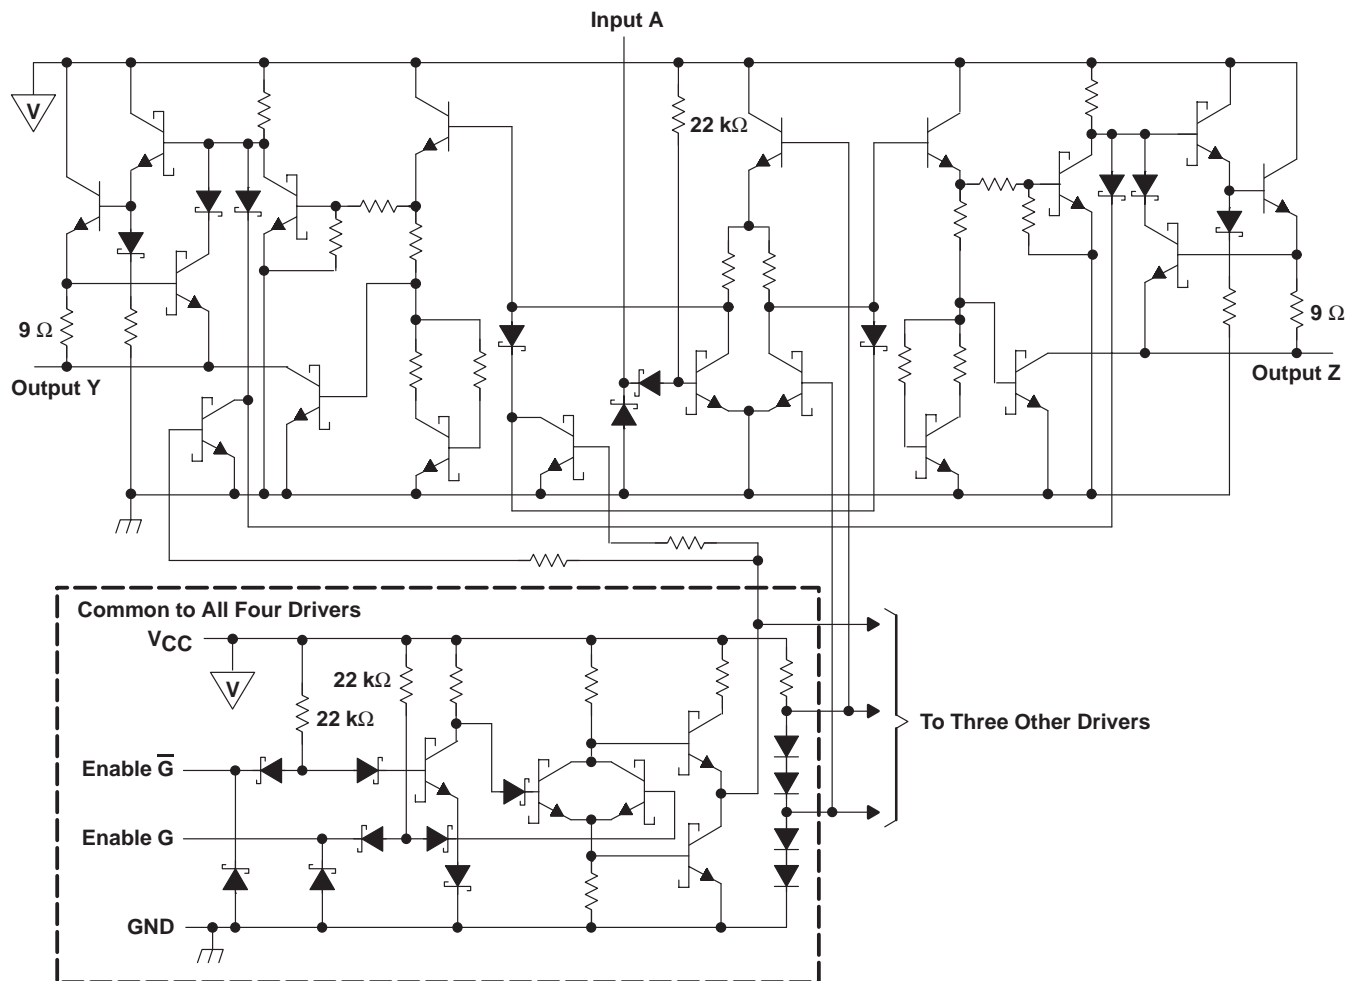 Input A
V
22 kΩ
9 Ω
9 Ω
Output Y
Output Z
Common to All Four Drivers
VCC
V
22 kΩ
22 kΩ
To Three Other Drivers
Enable G̅
Enable G
GND